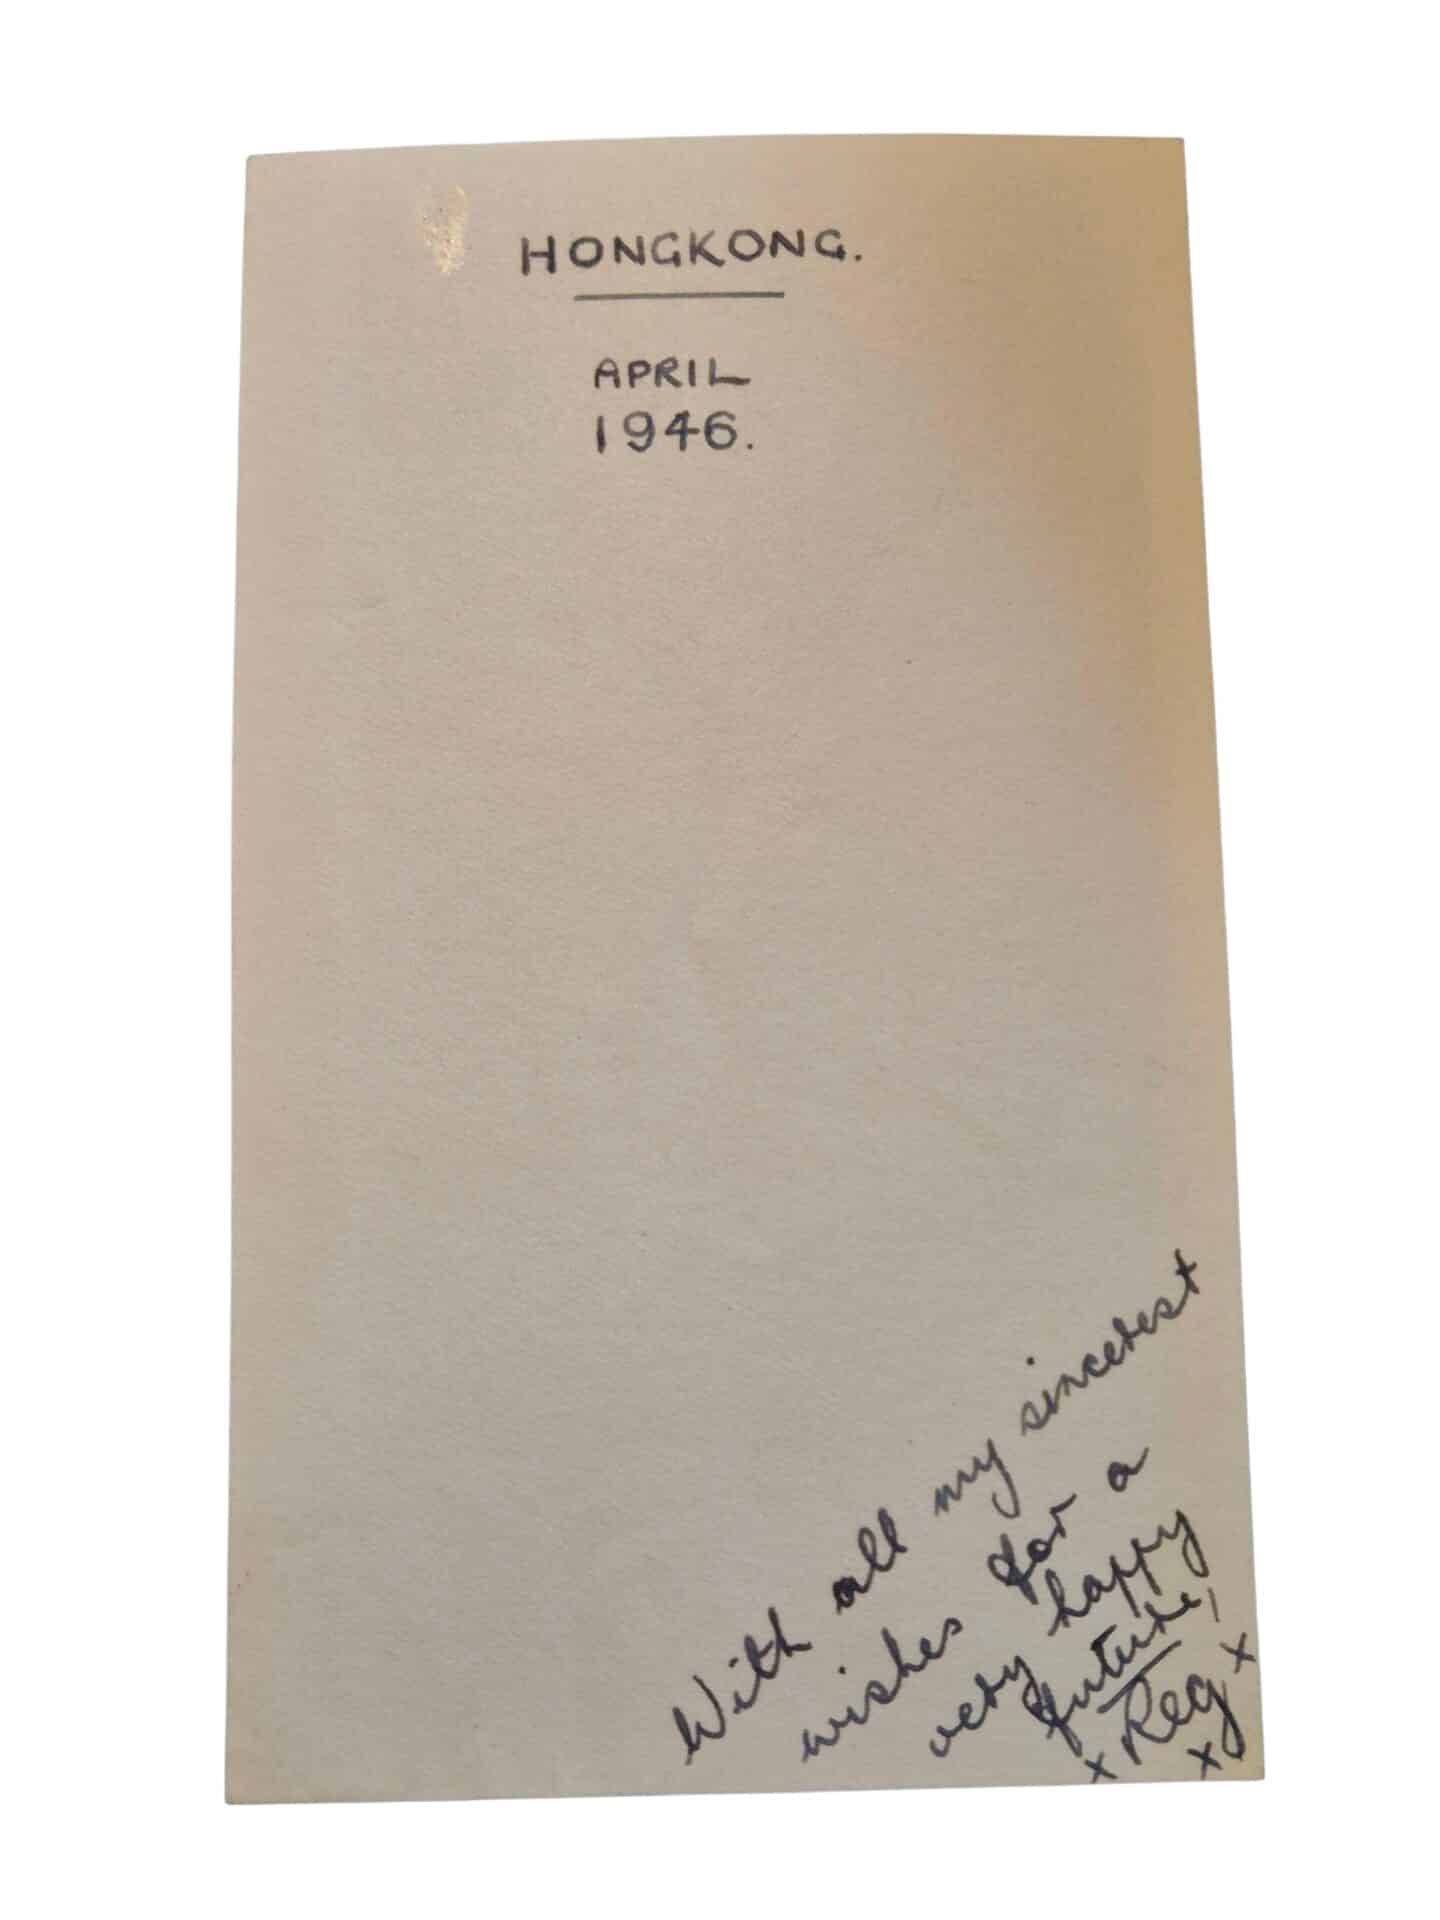 HONGKONG.
APRIL
1946.
With all my sincerest
wishes for a
very happy
future –
x Reg x
x